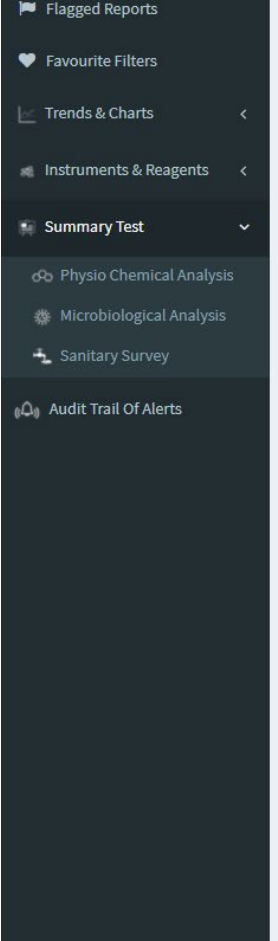 Flagged Reports
Favourite Filters
Trends & Charts
Instruments & Reagents
Summary Test
Physio Chemical Analysis
Microbiological Analysis
Sanitary Survey
Audit Trail Of Alerts